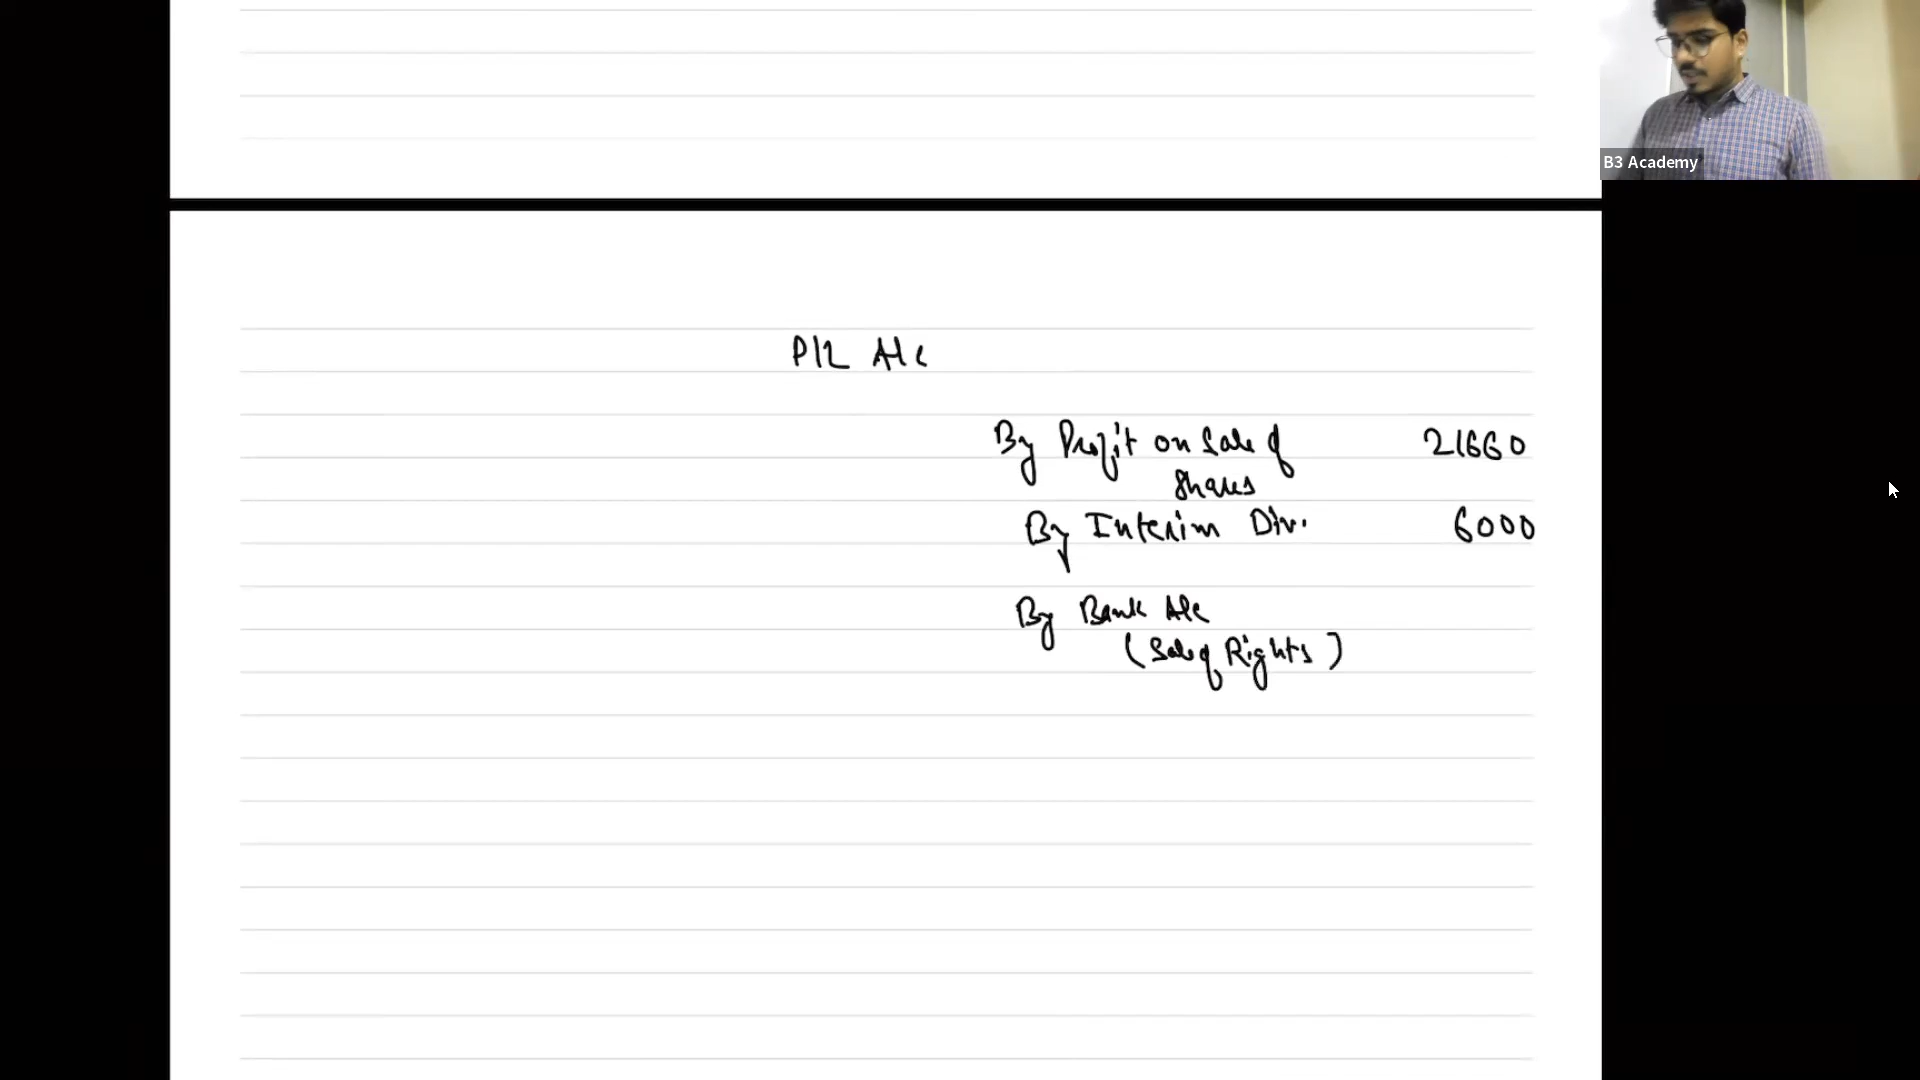 B3 Academy
P/L A/c
By Profit on Sale of 21660
Shares
By Interim Div. 6000
By Bank A/c
(Sale of Rights)